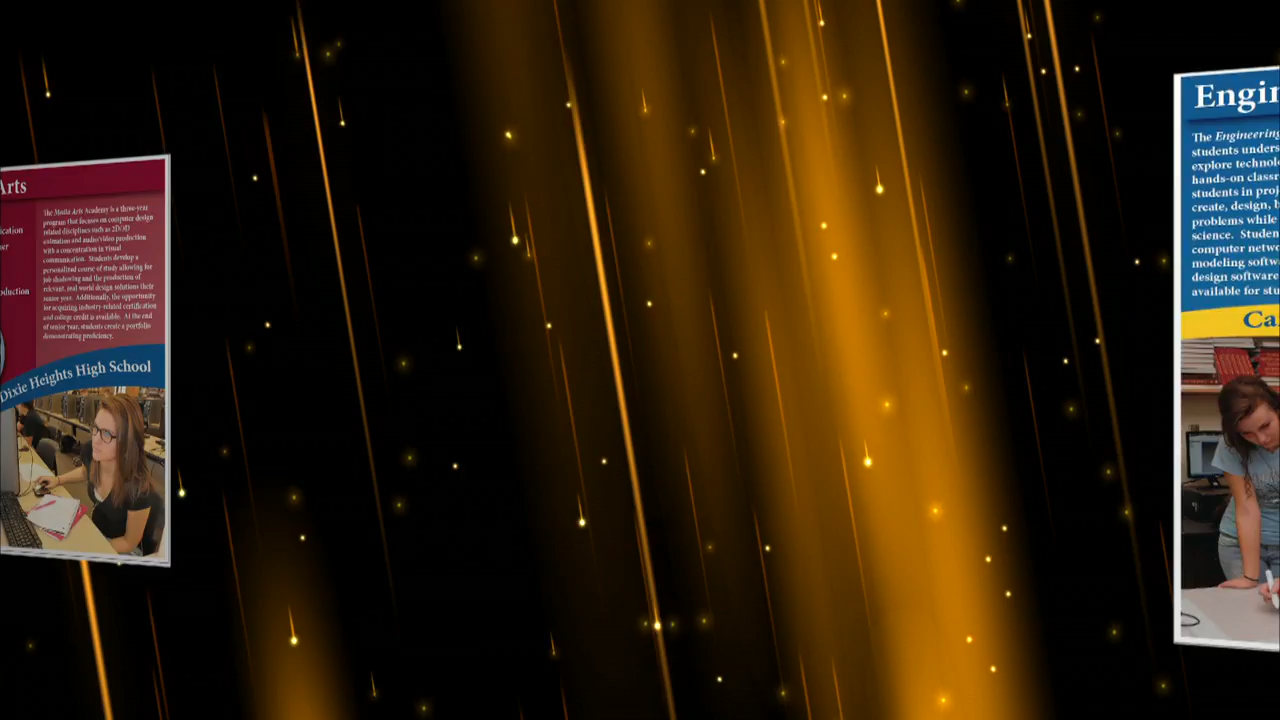 Arts
The Media Arts Academy is a three-year
program that focuses on computer design
related disciplines such as 2D/3D
animation and audio/video production
with a concentration in visual
communication. Students develop a
personalized course of study allowing for
job shadowing and the production of
relevant, real world design solutions their
senior year. Additionally, the opportunity
for acquiring industry-related certification
and college credit is available. At the end
of senior year, students create a portfolio
demonstrating proficiency.
ication
er
oduction
Dixie Heights High School
Engin
The Engineering
students unders
explore technolo
hands-on classr
students in proj
create, design, b
problems while
science. Studen
computer netwo
modeling softwa
design software
available for stu
Ca